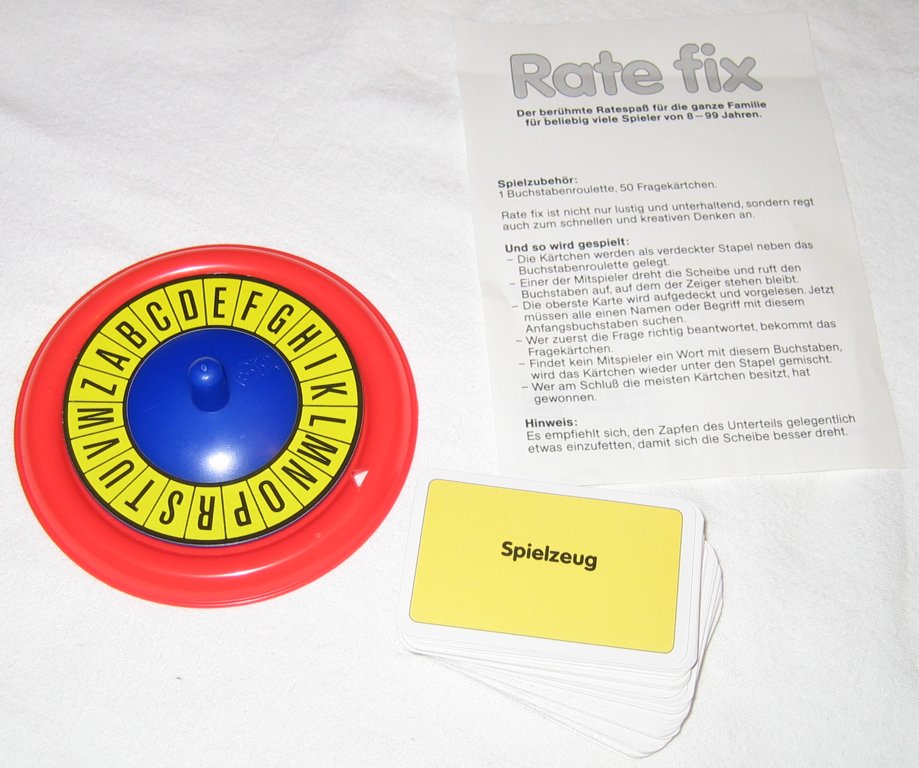 Rate fix
Der berühmte Ratespaß für die ganze Familie
für beliebig viele Spieler von 8–99 Jahren.
Spielzubehör:
1 Buchstabenroulette, 50 Fragekärtchen.
Rate fix ist nicht nur lustig und unterhaltend, sondern regt
auch zum schnellen und kreativen Denken an.
Und so wird gespielt:
– Die Kärtchen werden als verdeckter Stapel neben das
Buchstabenroulette gelegt.
– Einer der Mitspieler dreht die Scheibe und ruft den
Buchstaben auf, auf dem der Zeiger stehen bleibt.
– Die oberste Karte wird aufgedeckt und vorgelesen. Jetzt
müssen alle einen Namen oder Begriff mit diesem
Anfangsbuchstaben suchen.
– Wer zuerst die Frage richtig beantwortet, bekommt das
Fragekärtchen.
– Findet kein Mitspieler ein Wort mit diesem Buchstaben,
wird das Kärtchen wieder unter den Stapel gemischt.
– Wer am Schluß die meisten Kärtchen besitzt, hat
gewonnen.
Hinweis:
Es empfiehlt sich, den Zapfen des Unterteils gelegentlich
etwas einzufetten, damit sich die Scheibe besser dreht.
A B C D E F G H I K L M N O P R S T U V W Z
Spielzeug